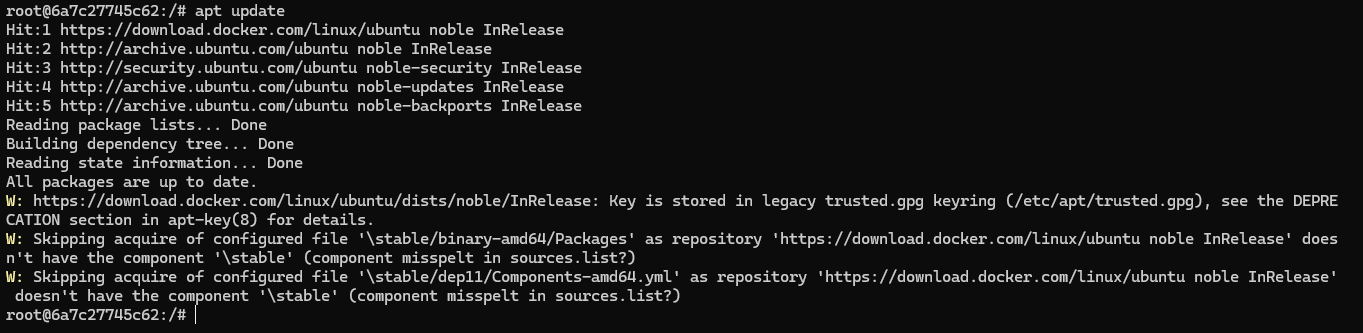 root@6a7c27745c62:/# apt update
Hit:1 https://download.docker.com/linux/ubuntu noble InRelease
Hit:2 http://archive.ubuntu.com/ubuntu noble InRelease
Hit:3 http://security.ubuntu.com/ubuntu noble-security InRelease
Hit:4 http://archive.ubuntu.com/ubuntu noble-updates InRelease
Hit:5 http://archive.ubuntu.com/ubuntu noble-backports InRelease
Reading package lists... Done
Building dependency tree... Done
Reading state information... Done
All packages are up to date.
W: https://download.docker.com/linux/ubuntu/dists/noble/InRelease: Key is stored in legacy trusted.gpg keyring (/etc/apt/trusted.gpg), see the DEPRE
CATION section in apt-key(8) for details.
W: Skipping acquire of configured file '\stable/binary-amd64/Packages' as repository 'https://download.docker.com/linux/ubuntu noble InRelease' does
n't have the component '\stable' (component misspelt in sources.list?)
W: Skipping acquire of configured file '\stable/dep11/Components-amd64.yml' as repository 'https://download.docker.com/linux/ubuntu noble InRelease'
 doesn't have the component '\stable' (component misspelt in sources.list?)
root@6a7c27745c62:/#